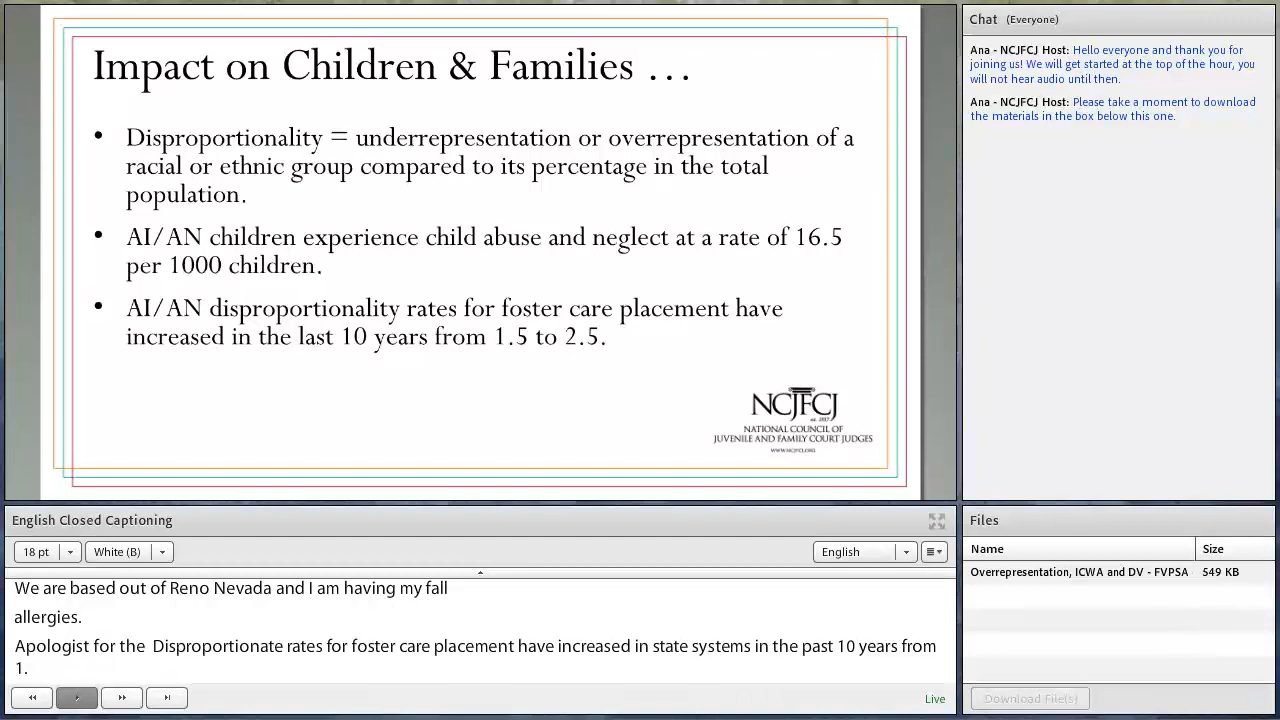 Impact on Children & Families ...
• Disproportionality = underrepresentation or overrepresentation of a
racial or ethnic group compared to its percentage in the total
population.
• AI/AN children experience child abuse and neglect at a rate of 16.5
per 1000 children.
• AI/AN disproportionality rates for foster care placement have
increased in the last 10 years from 1.5 to 2.5.
NCJFCJ
est. 1937
NATIONAL COUNCIL OF
JUVENILE AND FAMILY COURT JUDGES
WWW.NCJFCJ.ORG
Chat (Everyone)
Ana - NCJFCJ Host: Hello everyone and thank you for
joining us! We will get started at the top of the hour, you
will not hear audio until then.
Ana - NCJFCJ Host: Please take a moment to download
the materials in the box below this one.
English Closed Captioning
18 pt
White (B)
English
We are based out of Reno Nevada and I am having my fall
allergies.
Apologist for the  Disproportionate rates for foster care placement have increased in state systems in the past 10 years from
1.
Live
Files
Name Size
Overrepresentation, ICWA and DV - FVPSA 549 KB
Download File(s)